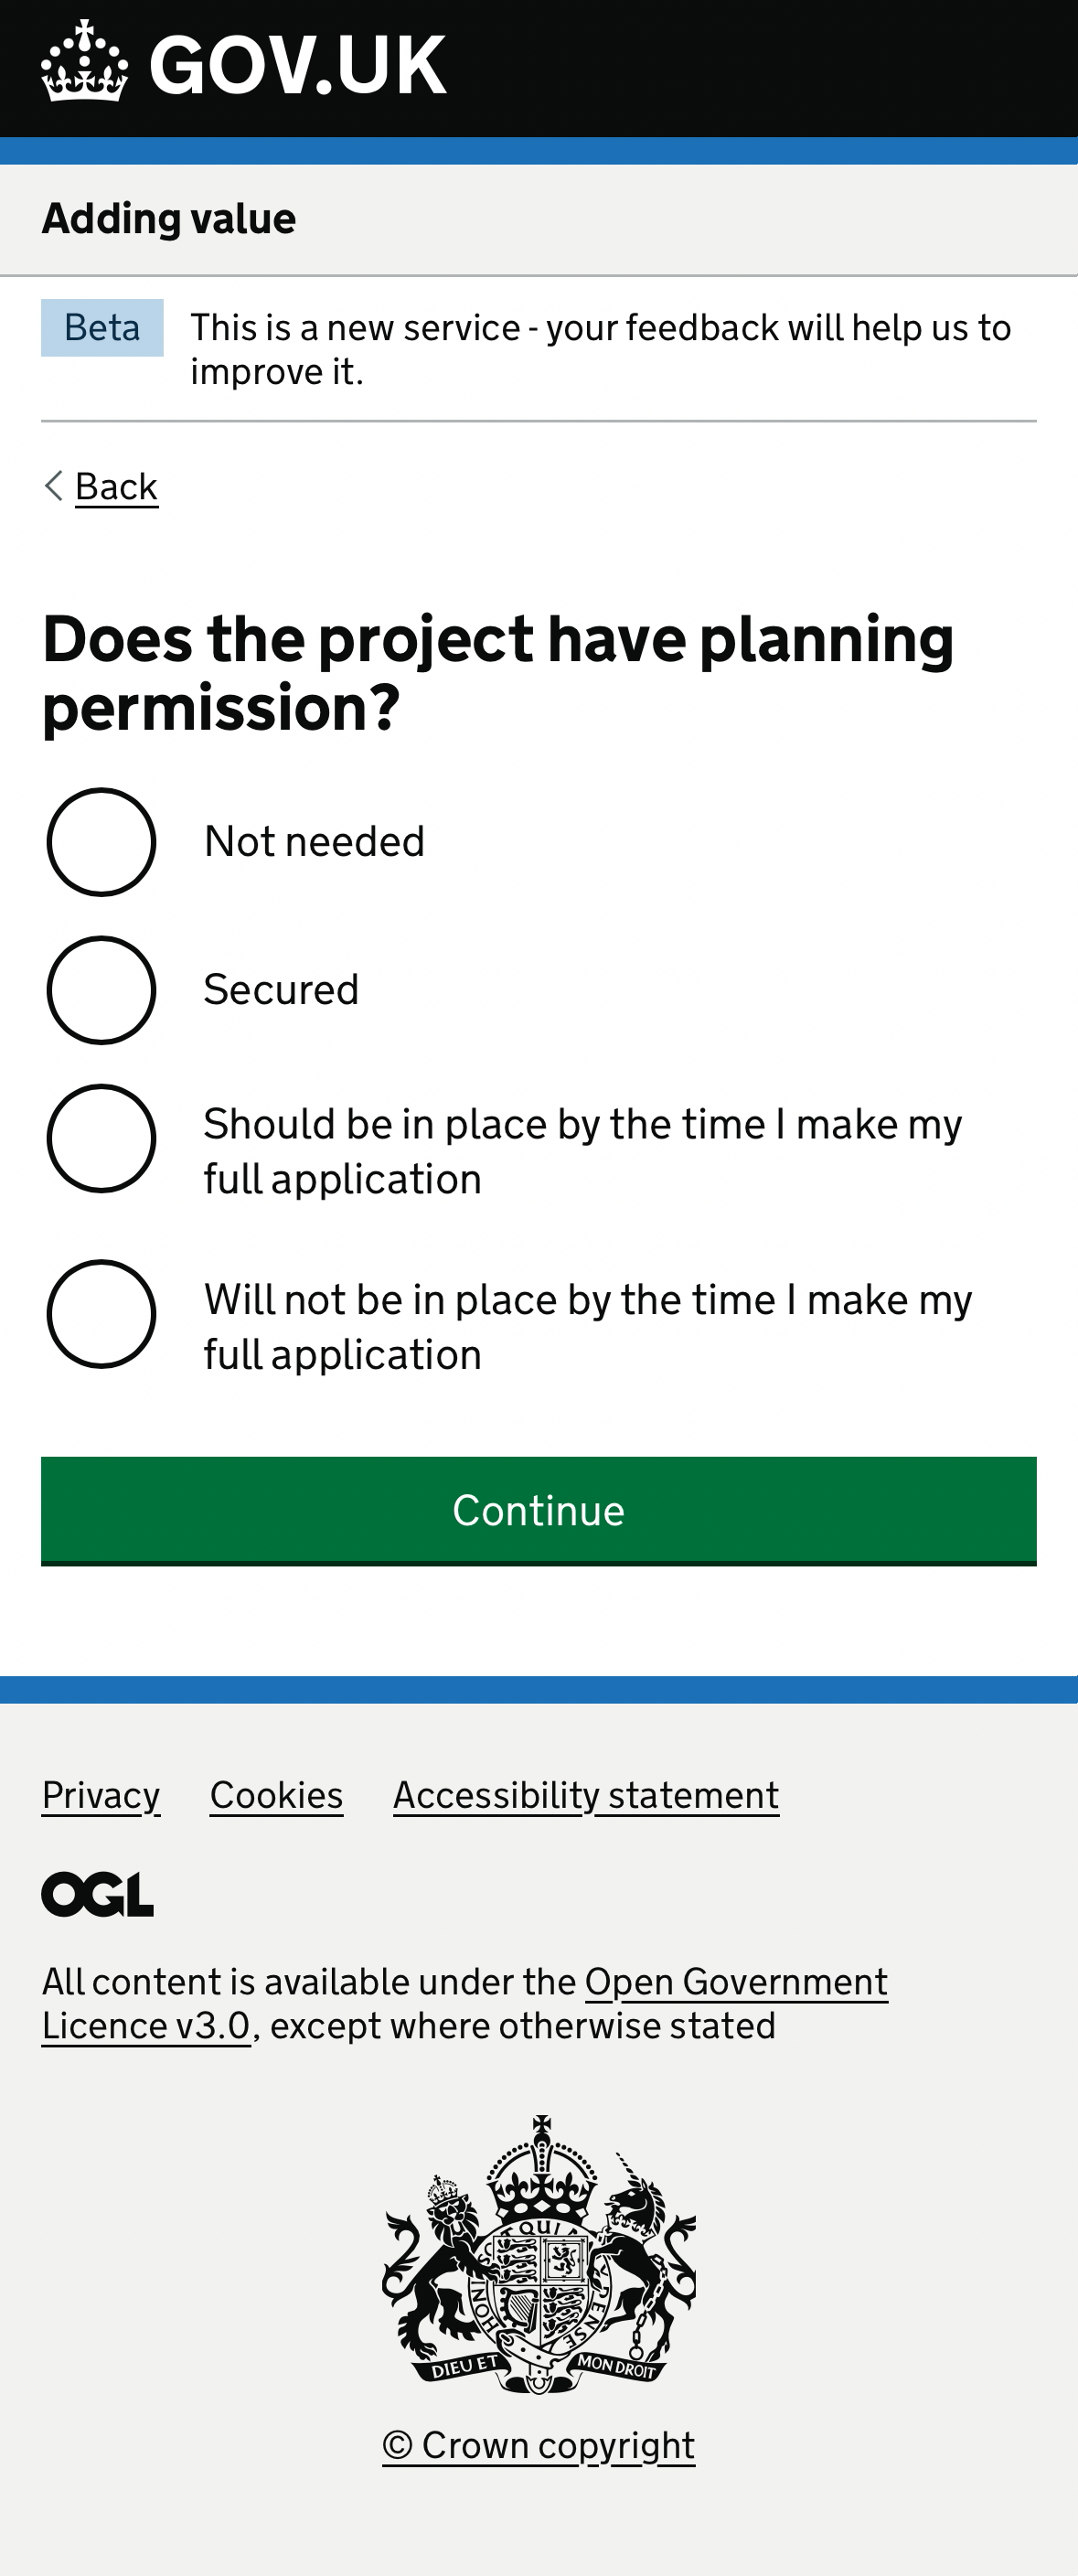 GOV.UK
Adding value
Beta
This is a new service - your feedback will help us to
improve it.
Back
Does the project have planning
permission?
Not needed
Secured
Should be in place by the time I make my
full application
Will not be in place by the time I make my
full application
Continue
Privacy Cookies Accessibility statement
OGL
All content is available under the Open Government
Licence v3.0, except where otherwise stated
QUI
HONI
PENSE
DIEU ET MON DROIT
© Crown copyright